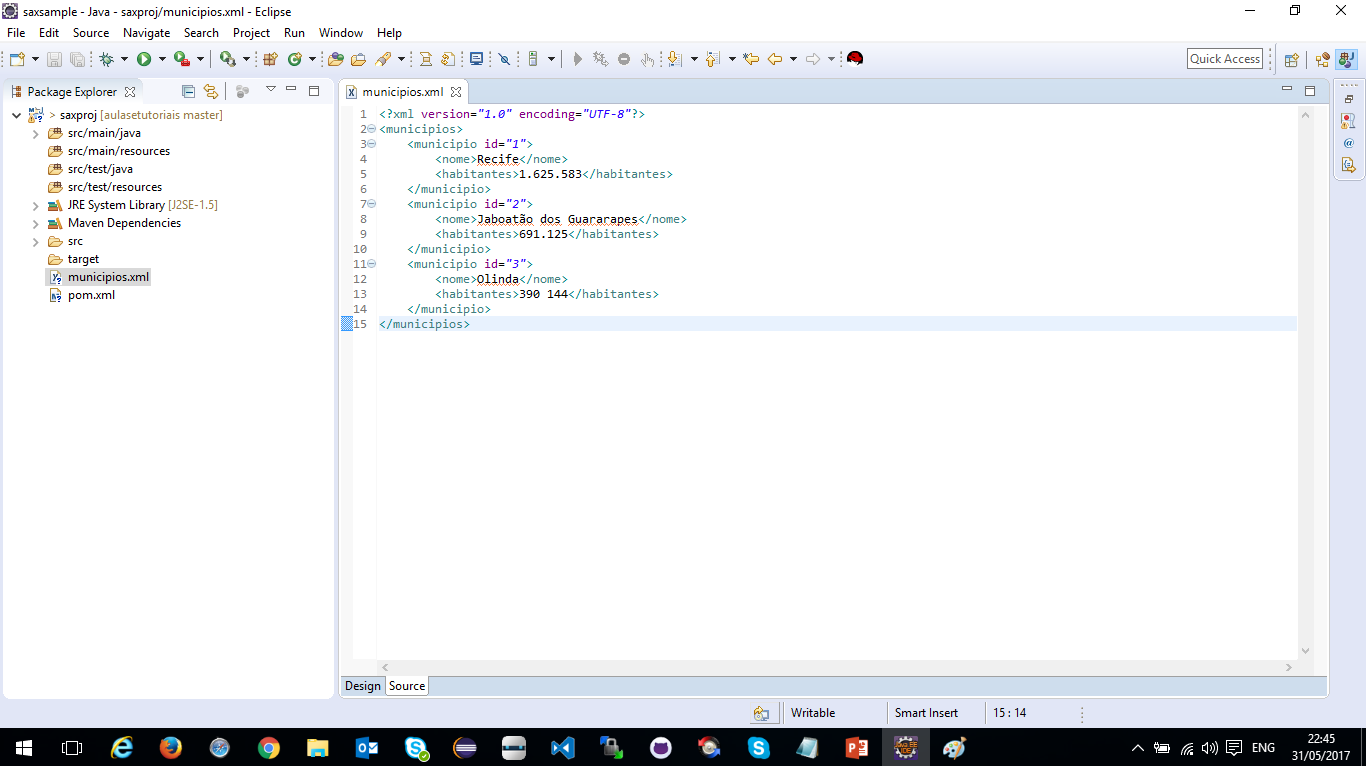 saxsample - Java - saxproj/municipios.xml - Eclipse
File Edit Source Navigate Search Project Run Window Help
Quick Access
Package Explorer
> saxproj [aulasetutoriais master]
src/main/java
src/main/resources
src/test/java
src/test/resources
JRE System Library [J2SE-1.5]
Maven Dependencies
src
target
municipios.xml
pom.xml
municipios.xml
1 <?xml version="1.0" encoding="UTF-8"?>
2 <municipios>
3 <municipio id="1">
4 <nome>Recife</nome>
5 <habitantes>1.625.583</habitantes>
6 </municipio>
7 <municipio id="2">
8 <nome>Jaboatão dos Guararapes</nome>
9 <habitantes>691.125</habitantes>
10 </municipio>
11 <municipio id="3">
12 <nome>Olinda</nome>
13 <habitantes>390 144</habitantes>
14 </municipio>
15 </municipios>
Design Source
Writable Smart Insert 15 : 14
ENG
22:45
31/05/2017